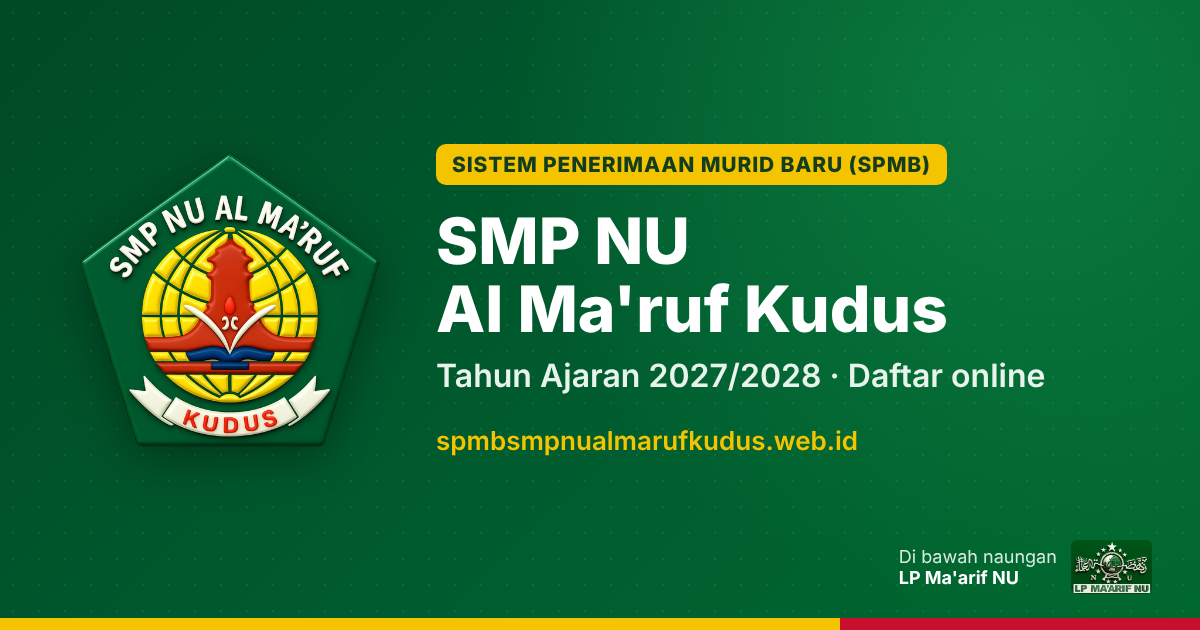 SMP NU AL MA'RUF
KUDUS
SISTEM PENERIMAAN MURID BARU (SPMB)
SMP NU
Al Ma'ruf Kudus
Tahun Ajaran 2027/2028 · Daftar online
spmbsmpnualmarufkudus.web.id
Di bawah naungan
LP Ma'arif NU
N U
LP MA'ARIF NU